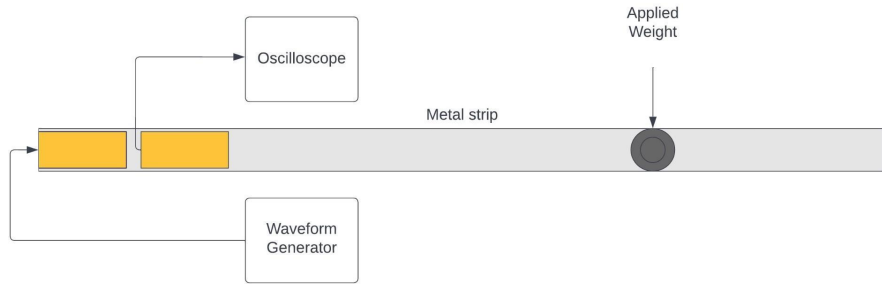 Applied
Weight
Oscilloscope
Metal strip
Waveform
Generator